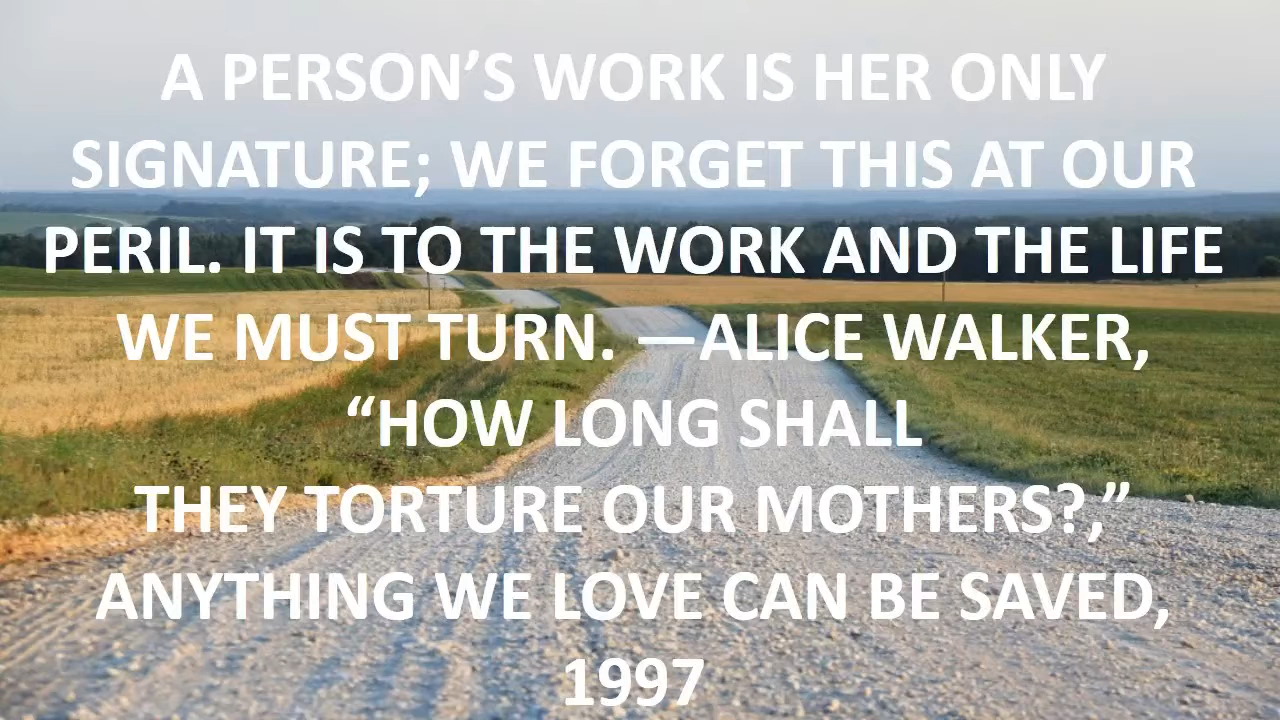 A PERSON’S WORK IS HER ONLY
SIGNATURE; WE FORGET THIS AT OUR
PERIL. IT IS TO THE WORK AND THE LIFE
WE MUST TURN. —ALICE WALKER,
“HOW LONG SHALL
THEY TORTURE OUR MOTHERS?,”
ANYTHING WE LOVE CAN BE SAVED,
1997